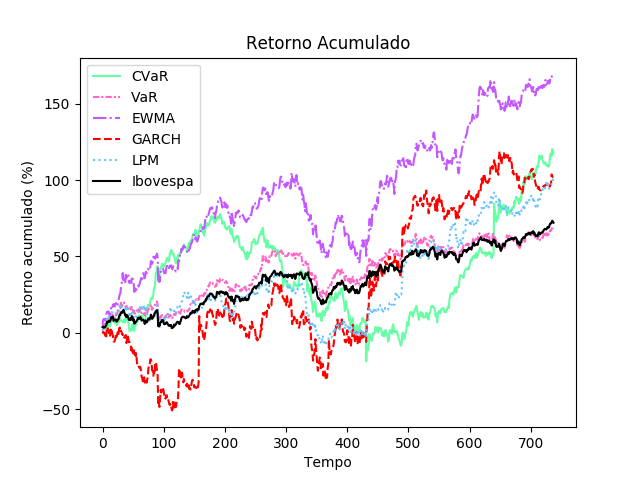 Retorno Acumulado
CVaR
VaR
EWMA
GARCH
LPM
Ibovespa
150
100
50
0
−50
Retorno acumulado (%)
0 100 200 300 400 500 600 700
Tempo